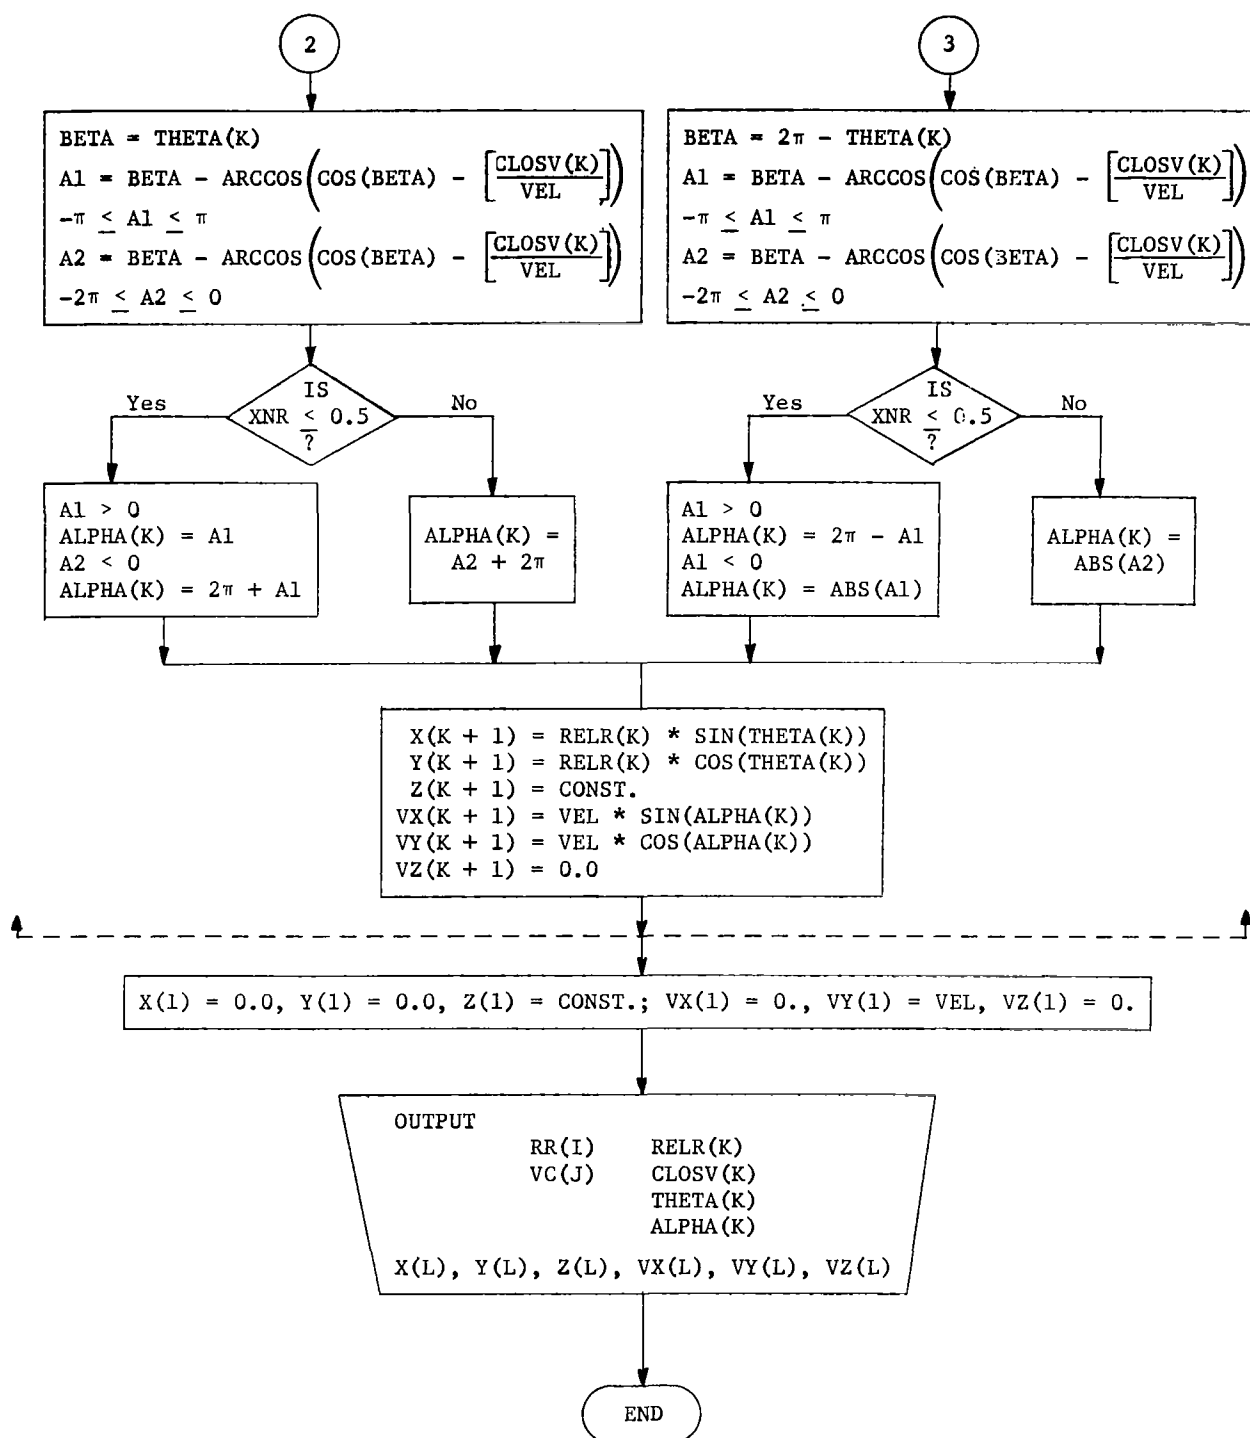 2
BETA = THETA(K)
A1 = BETA - ARCCOS(COS(BETA) - [CLOSV(K)/VEL])
-π ≤ A1 ≤ π
A2 = BETA - ARCCOS(COS(BETA) - [CLOSV(K)/VEL])
-2π ≤ A2 ≤ 0
IS
XNR ≤ 0.5
?
Yes
No
A1 > 0
ALPHA(K) = A1
A2 < 0
ALPHA(K) = 2π + A1
ALPHA(K) =
A2 + 2π
3
BETA = 2π - THETA(K)
A1 = BETA - ARCCOS(COS(BETA) - [CLOSV(K)/VEL])
-π ≤ A1 ≤ π
A2 = BETA - ARCCOS(COS(BETA) - [CLOSV(K)/VEL])
-2π ≤ A2 ≤ 0
IS
XNR ≤ 0.5
?
Yes
No
A1 > 0
ALPHA(K) = 2π - A1
A1 < 0
ALPHA(K) = ABS(A1)
ALPHA(K) =
ABS(A2)
X(K + 1) = RELR(K) * SIN(THETA(K))
Y(K + 1) = RELR(K) * COS(THETA(K))
Z(K + 1) = CONST.
VX(K + 1) = VEL * SIN(ALPHA(K))
VY(K + 1) = VEL * COS(ALPHA(K))
VZ(K + 1) = 0.0
X(1) = 0.0, Y(1) = 0.0, Z(1) = CONST.; VX(1) = 0., VY(1) = VEL, VZ(1) = 0.
OUTPUT
RR(I) RELR(K)
VC(J) CLOSV(K)
THETA(K)
ALPHA(K)
X(L), Y(L), Z(L), VX(L), VY(L), VZ(L)
END